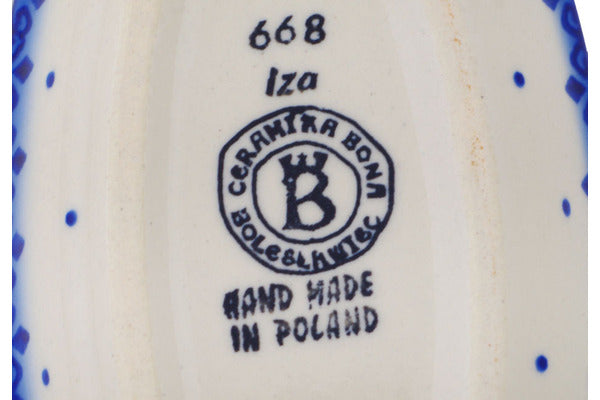 668
Iza
CERAMIKA BONA
B
BOLESŁAWIEC
HAND MADE
IN POLAND